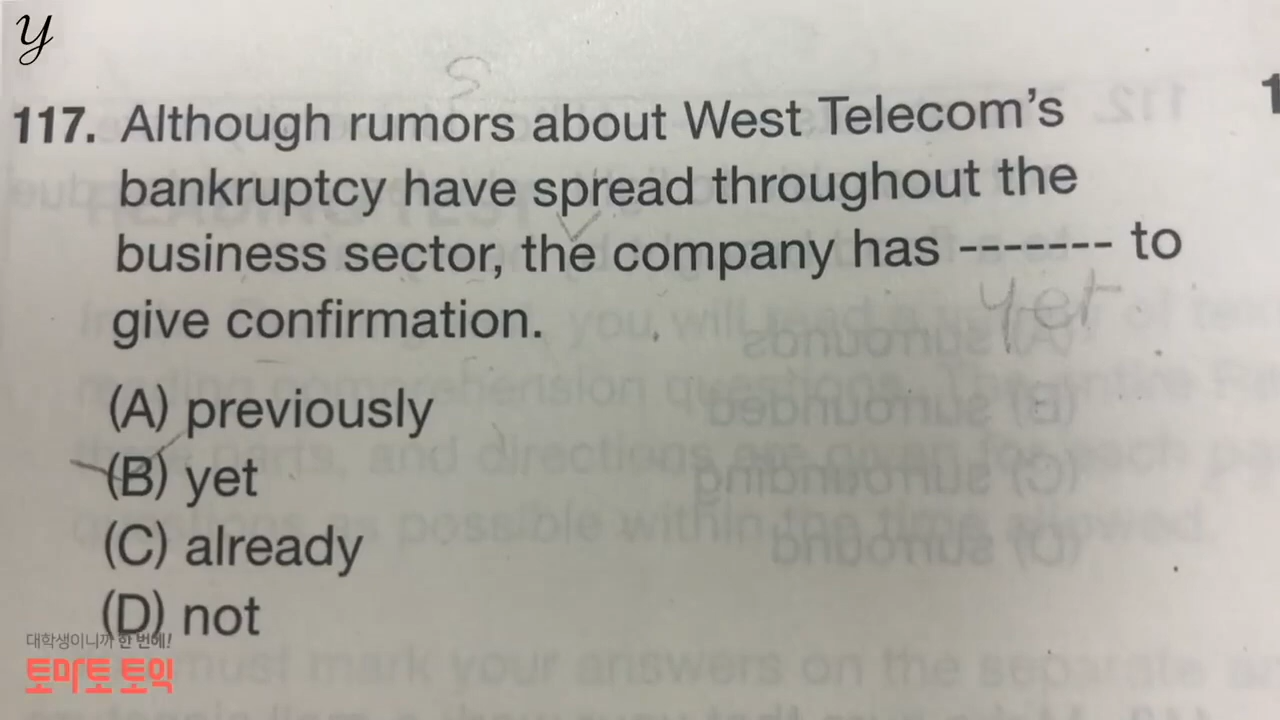 y
S
117. Although rumors about West Telecom's
bankruptcy have spread throughout the
business sector, the company has ------- to
yet
give confirmation.
(A) previously
(B) yet
(C) already
(D) not
대학생이니까 한 번에!
토마토 토익